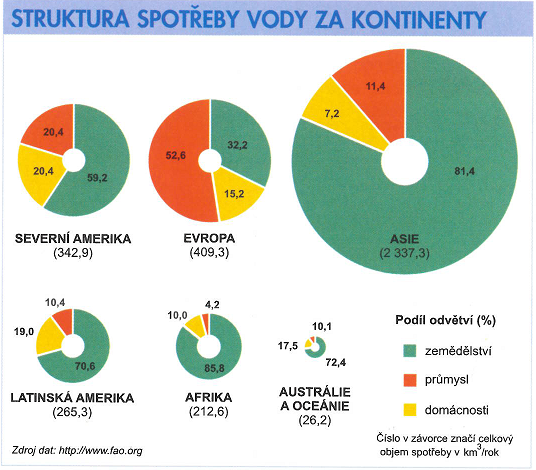 STRUKTURA SPOTŘEBY VODY ZA KONTINENTY
20,4
20,4
59,2
SEVERNÍ AMERIKA
(342,9)
52,6
32,2
15,2
EVROPA
(409,3)
11,4
7,2
81,4
ASIE
(2 337,3)
10,4
19,0
70,6
LATINSKÁ AMERIKA
(265,3)
4,2
10,0
85,8
AFRIKA
(212,6)
10,1
17,5
72,4
AUSTRÁLIE
A OCEÁNIE
(26,2)
Podíl odvětví (%)
zemědělství
průmysl
domácnosti
Zdroj dat: http://www.fao.org
Číslo v závorce značí celkový
objem spotřeby v km³/rok